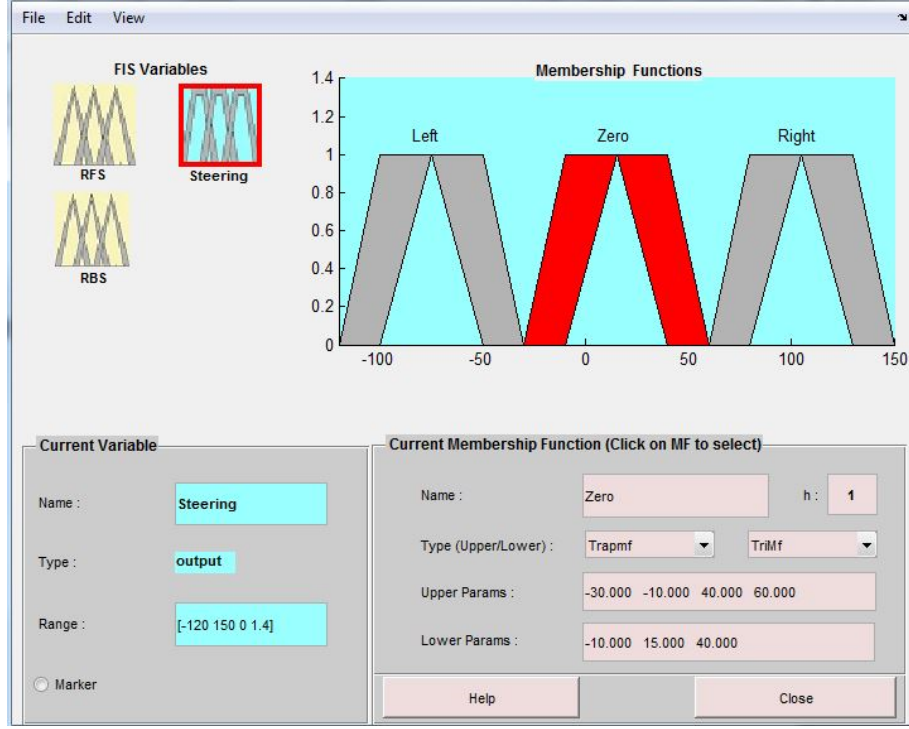 File Edit View
FIS Variables
RFS
Steering
RBS
Membership Functions
1.4
1.2
1
0.8
0.6
0.4
0.2
0
Left Zero Right
-100 -50 0 50 100 150
Current Variable
Name :
Steering
Type :
output
Range :
[-120 150 0 1.4]
Marker
Current Membership Function (Click on MF to select)
Name :
Zero
h :
1
Type (Upper/Lower) :
Trapmf
TriMf
Upper Params :
-30.000 -10.000 40.000 60.000
Lower Params :
-10.000 15.000 40.000
Help
Close